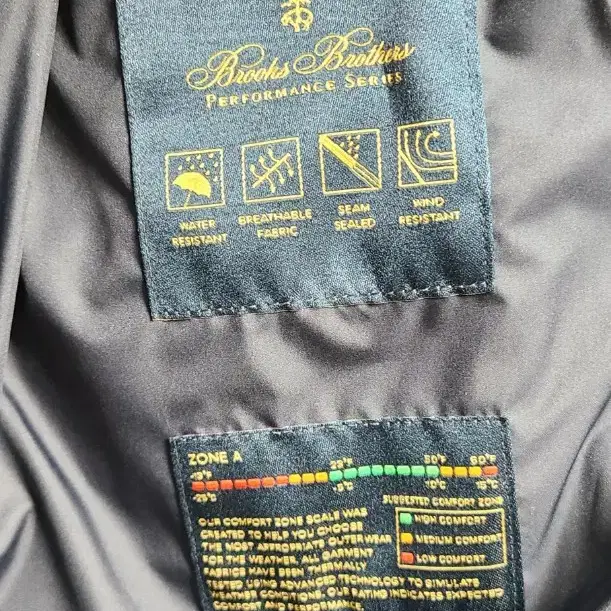 Brooks Brothers
PERFORMANCE SERIES
WATER RESISTANT
BREATHABLE FABRIC
SEAM SEALED
WIND RESISTANT
ZONE A
50°F 60°F
10°C
SUGGESTED COMFORT ZONE
HIGH COMFORT
MEDIUM COMFORT
LOW COMFORT
OUR COMFORT ZONE SCALE WAS
CREATED TO HELP YOU CHOOSE
THE MOST APPROPRIATE OUTERWEAR
FOR THE WEATHER. ALL GARMENT
FABRICS HAVE BEEN THERMALLY
TESTED USING ADVANCED TECHNOLOGY TO SIMULATE
WEATHER CONDITIONS. OUR RATING INDICATES EXPECTED
COMFORT AND PERFORMANCE.